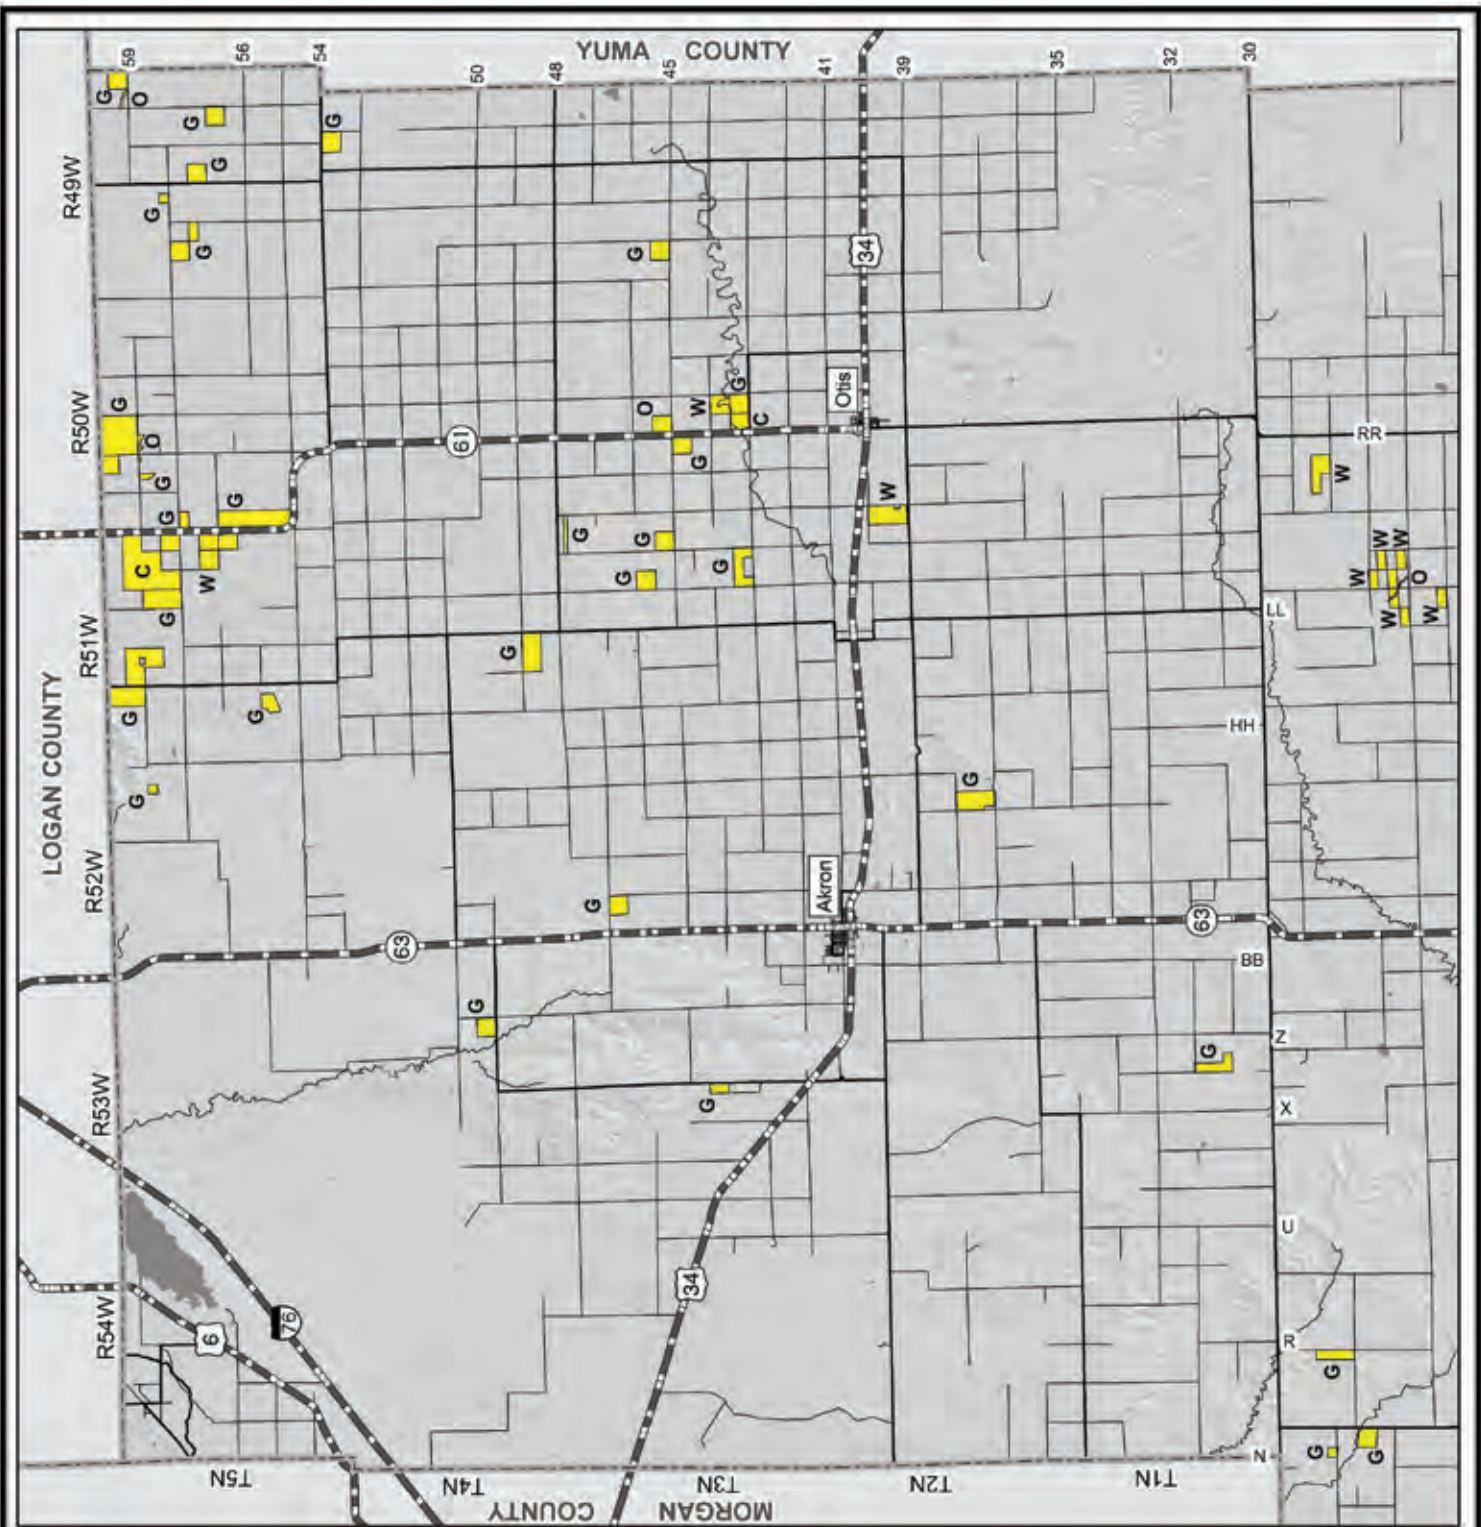 YUMA COUNTY
59
56
54
50
48
45
41
39
35
32
30
G
O
G
G
G
G
R49W
G
G
G
34
R50W
G
O
G
G
G
W
C
G
W
G
O
C
G
61
G
Otis
RR
W
G
G
G
G
W
W
W
W
O
W
W
LL
R51W
G
G
G
G
HH
LOGAN COUNTY
G
R52W
G
Akron
63
63
BB
G
G
Z
G
R53W
G
X
U
34
76
6
R54W
R
G
N
G
G
T5N
T4N
T3N
T2N
T1N
MORGAN
COUNTY